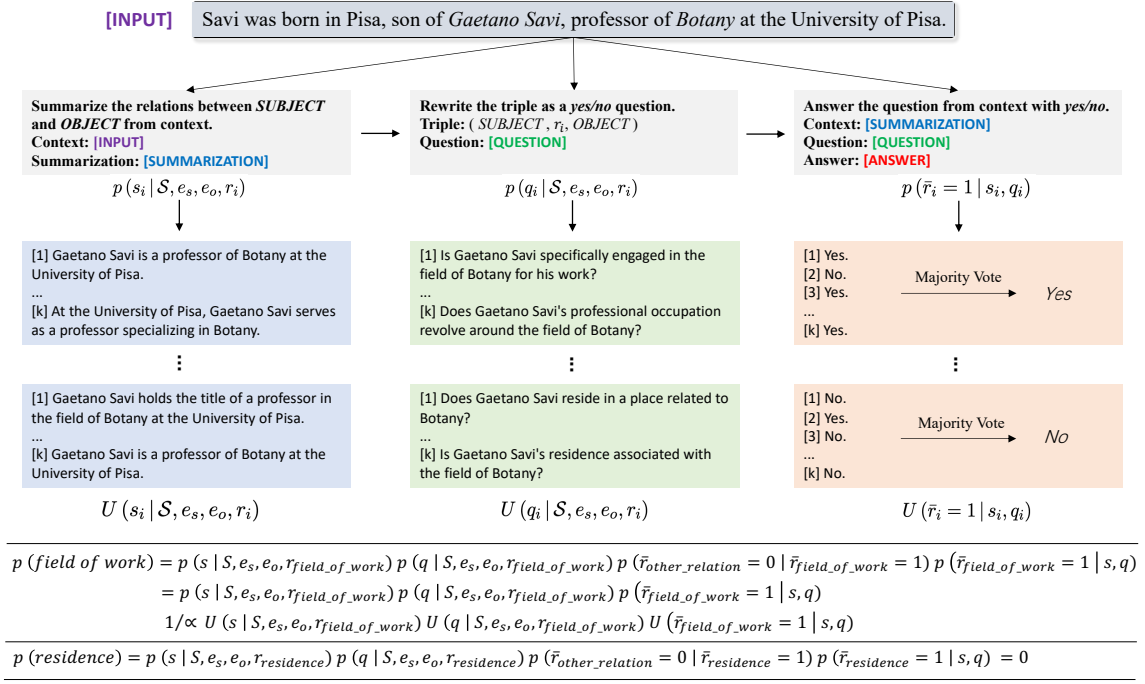 [INPUT] Savi was born in Pisa, son of Gaetano Savi, professor of Botany at the University of Pisa.
Summarize the relations between SUBJECT
and OBJECT from context.
Context: [INPUT]
Summarization: [SUMMARIZATION]
p (s_i | S, e_s, e_o, r_i)
[1] Gaetano Savi is a professor of Botany at the
University of Pisa.
...
[k] At the University of Pisa, Gaetano Savi serves
as a professor specializing in Botany.
[1] Gaetano Savi holds the title of a professor in
the field of Botany at the University of Pisa.
...
[k] Gaetano Savi is a professor of Botany at the
University of Pisa.
U (s_i | S, e_s, e_o, r_i)
Rewrite the triple as a yes/no question.
Triple: ( SUBJECT , r_i, OBJECT )
Question: [QUESTION]
p (q_i | S, e_s, e_o, r_i)
[1] Is Gaetano Savi specifically engaged in the
field of Botany for his work?
...
[k] Does Gaetano Savi's professional occupation
revolve around the field of Botany?
[1] Does Gaetano Savi reside in a place related to
Botany?
...
[k] Is Gaetano Savi's residence associated with
the field of Botany?
U (q_i | S, e_s, e_o, r_i)
Answer the question from context with yes/no.
Context: [SUMMARIZATION]
Question: [QUESTION]
Answer: [ANSWER]
p (r̄_i = 1 | s_i, q_i)
[1] Yes.
[2] No.
[3] Yes.
...
[k] Yes.
Majority Vote
Yes
[1] No.
[2] Yes.
[3] No.
...
[k] No.
Majority Vote
No
U (r̄_i = 1 | s_i, q_i)
p (field of work) = p (s | S, e_s, e_o, r_field_of_work) p (q | S, e_s, e_o, r_field_of_work) p (r̄_other_relation = 0 | r̄_field_of_work = 1) p (r̄_field_of_work = 1 | s, q)
= p (s | S, e_s, e_o, r_field_of_work) p (q | S, e_s, e_o, r_field_of_work) p (r̄_field_of_work = 1 | s, q)
1/∝ U (s | S, e_s, e_o, r_field_of_work) U (q | S, e_s, e_o, r_field_of_work) U (r̄_field_of_work = 1 | s, q)
p (residence) = p (s | S, e_s, e_o, r_residence) p (q | S, e_s, e_o, r_residence) p (r̄_other_relation = 0 | r̄_residence = 1) p (r̄_residence = 1 | s, q) = 0